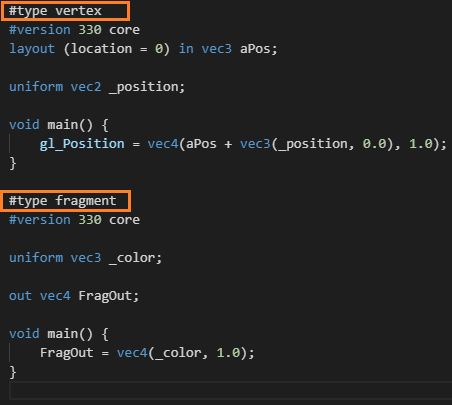 #type vertex
#version 330 core
layout (location = 0) in vec3 aPos;
uniform vec2 _position;
void main() {
gl_Position = vec4(aPos + vec3(_position, 0.0), 1.0);
}
#type fragment
#version 330 core
uniform vec3 _color;
out vec4 FragOut;
void main() {
FragOut = vec4(_color, 1.0);
}